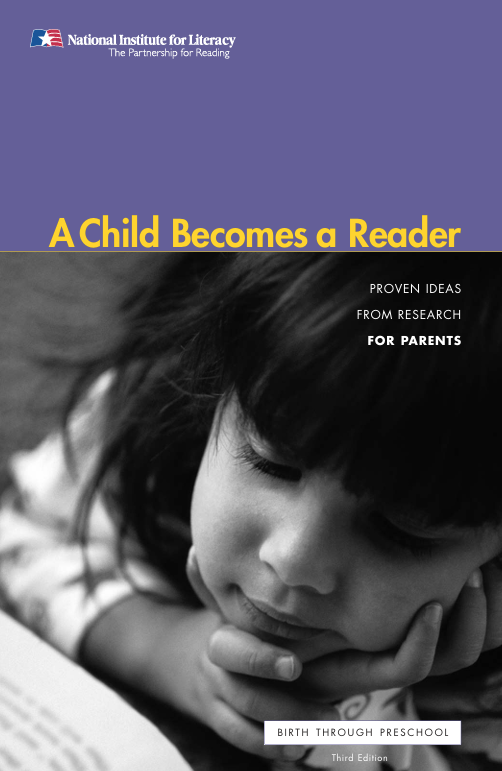 National Institute for Literacy
The Partnership for Reading
A Child Becomes a Reader
PROVEN IDEAS
FROM RESEARCH
FOR PARENTS
BIRTH THROUGH PRESCHOOL
Third Edition